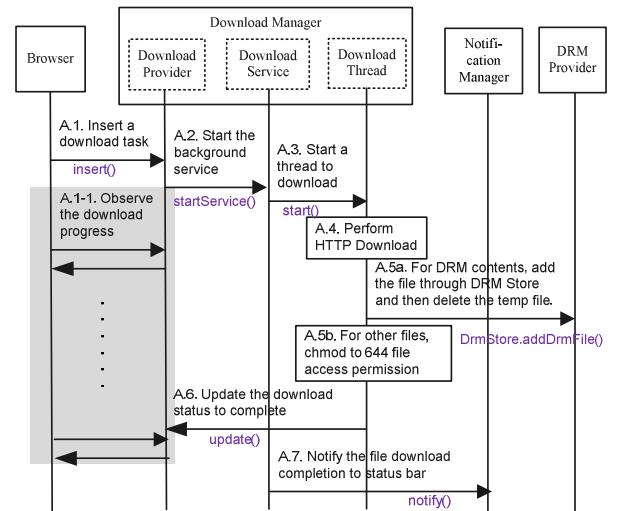 Download Manager
Browser
Download
Provider
Download
Service
Download
Thread
Notifi-
cation
Manager
DRM
Provider
A.1. Insert a
download task
insert()
A.2. Start the
background
service
startService()
A.3. Start a
thread to
download
start()
A.1-1. Observe
the download
progress
A.4. Perform
HTTP Download
A.5a. For DRM contents, add
the file through DRM Store
and then delete the temp file.
DrmStore.addDrmFile()
A.5b. For other files,
chmod to 644 file
access permission
A.6. Update the download
status to complete
update()
A.7. Notify the file download
completion to status bar
notify()